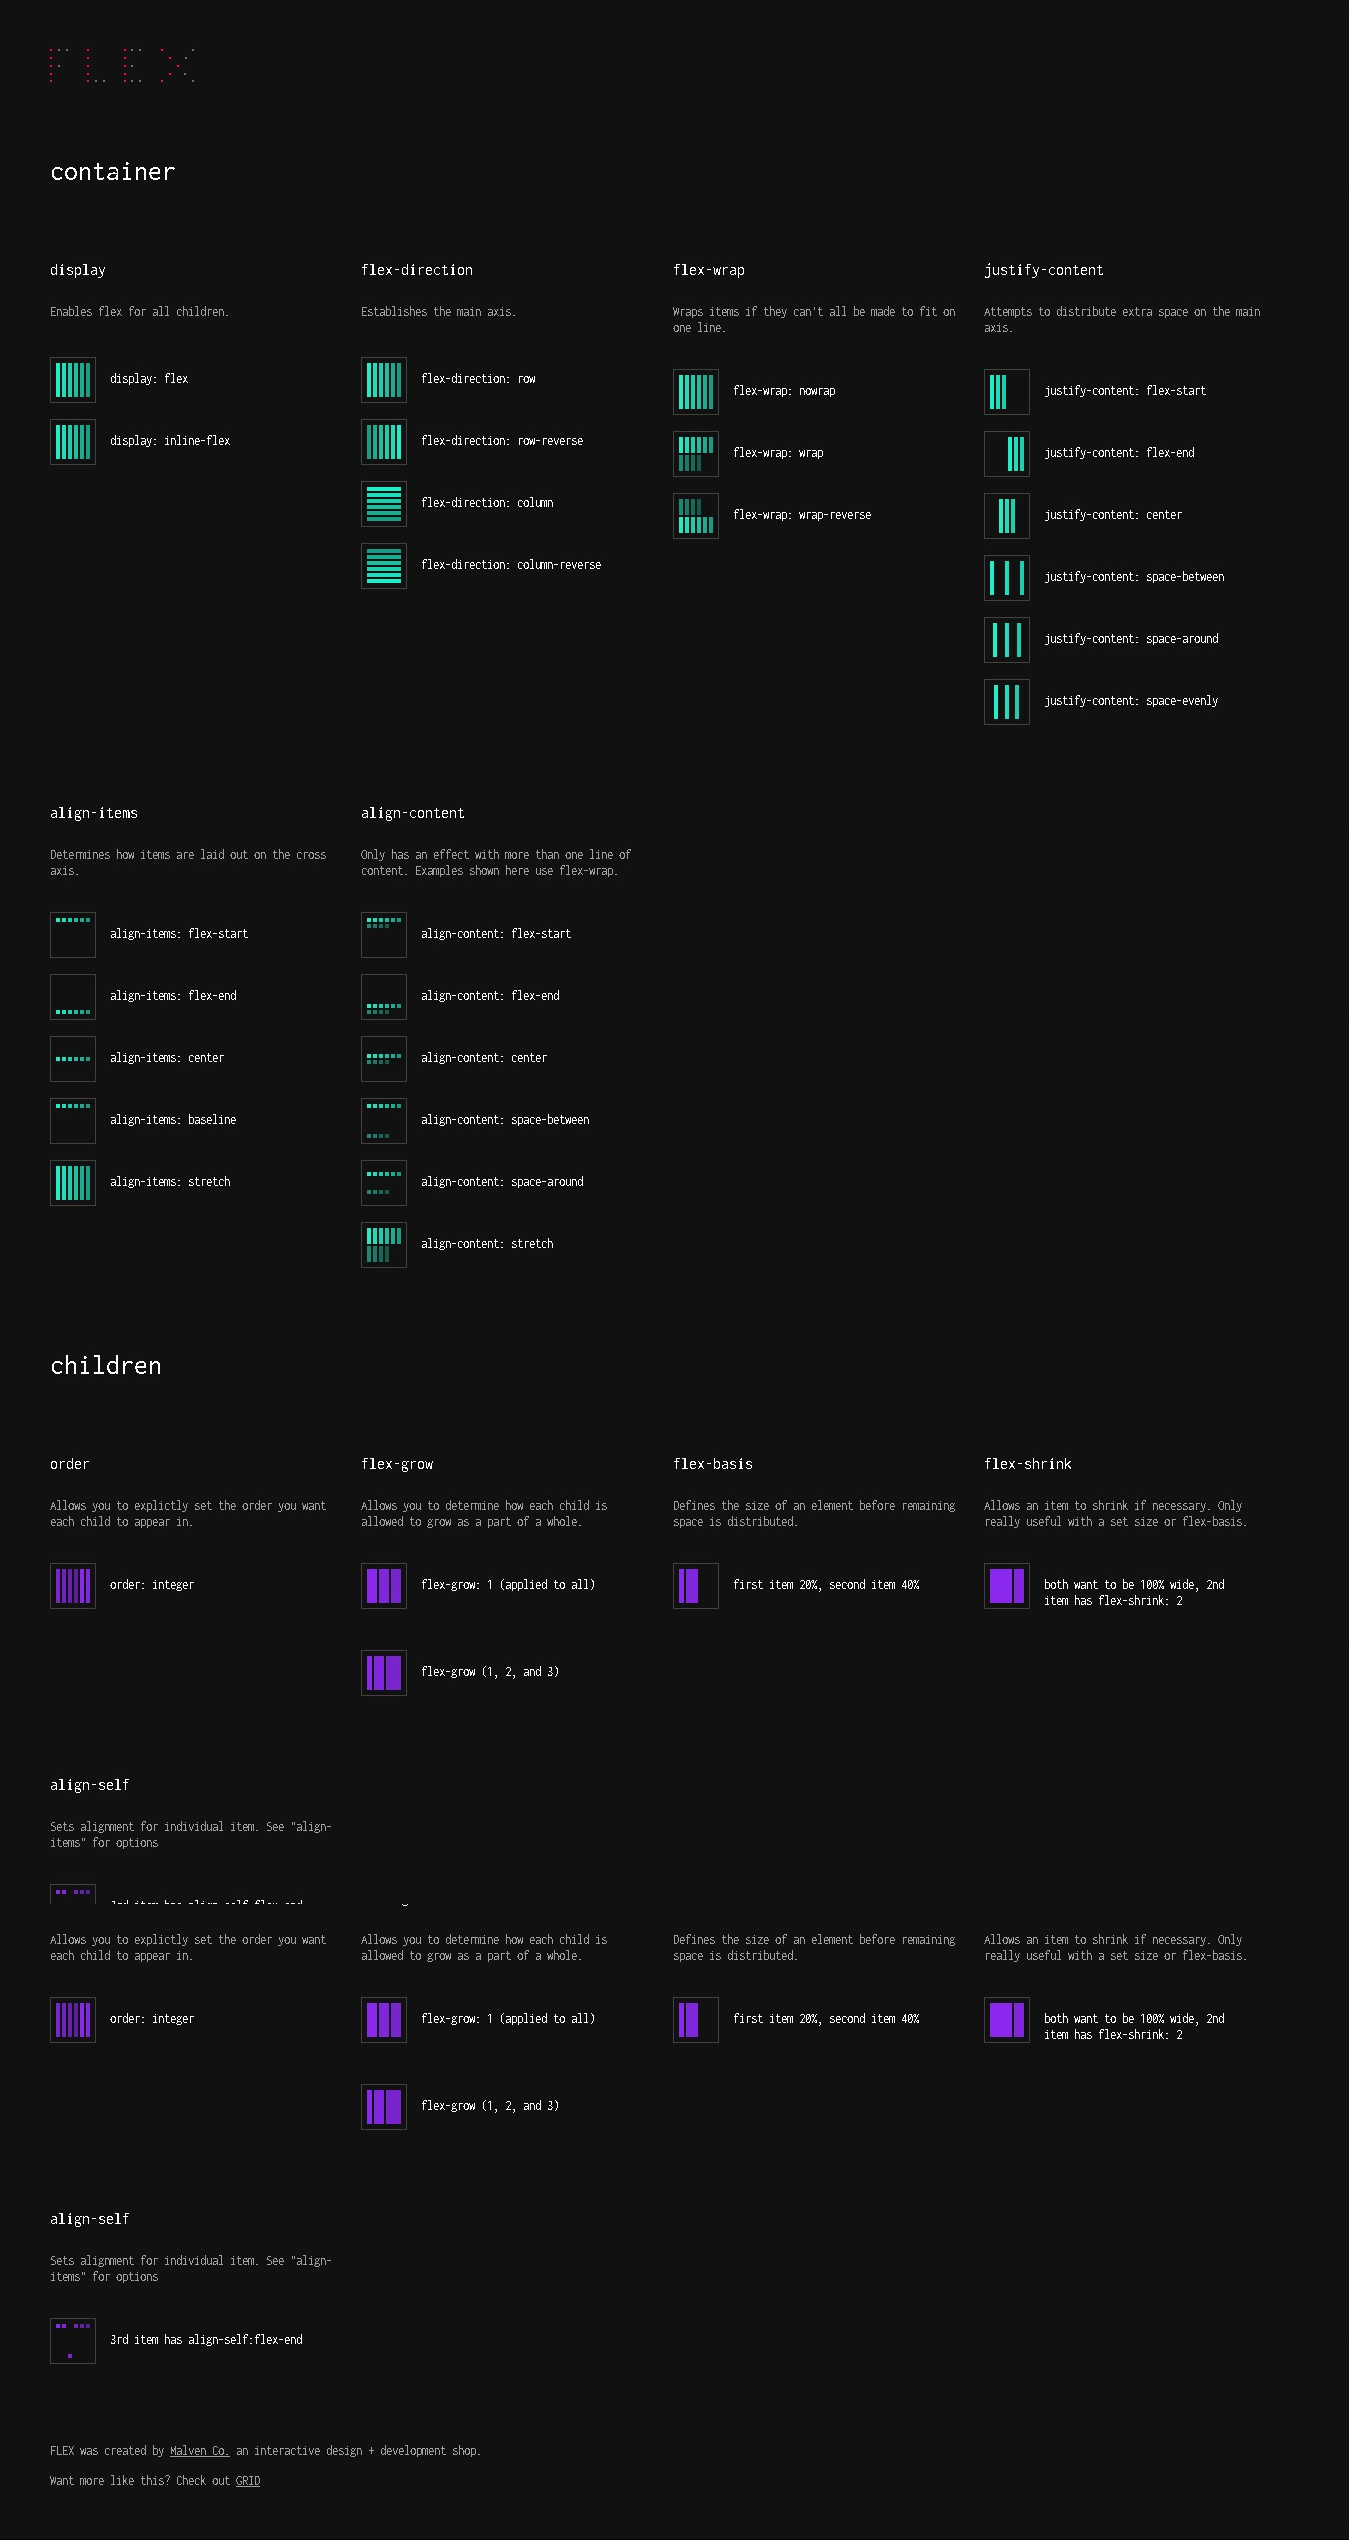 FLEX
container
display
Enables flex for all children.
display: flex
display: inline-flex
flex-direction
Establishes the main axis.
flex-direction: row
flex-direction: row-reverse
flex-direction: column
flex-direction: column-reverse
flex-wrap
Wraps items if they can't all be made to fit on
one line.
flex-wrap: nowrap
flex-wrap: wrap
flex-wrap: wrap-reverse
justify-content
Attempts to distribute extra space on the main
axis.
justify-content: flex-start
justify-content: flex-end
justify-content: center
justify-content: space-between
justify-content: space-around
justify-content: space-evenly
align-items
Determines how items are laid out on the cross
axis.
align-items: flex-start
align-items: flex-end
align-items: center
align-items: baseline
align-items: stretch
align-content
Only has an effect with more than one line of
content. Examples shown here use flex-wrap.
align-content: flex-start
align-content: flex-end
align-content: center
align-content: space-between
align-content: space-around
align-content: stretch
children
order
Allows you to explictly set the order you want
each child to appear in.
order: integer
flex-grow
Allows you to determine how each child is
allowed to grow as a part of a whole.
flex-grow: 1 (applied to all)
flex-grow (1, 2, and 3)
flex-basis
Defines the size of an element before remaining
space is distributed.
first item 20%, second item 40%
flex-shrink
Allows an item to shrink if necessary. Only
really useful with a set size or flex-basis.
both want to be 100% wide, 2nd
item has flex-shrink: 2
align-self
Sets alignment for individual item. See "align-
items" for options
Allows you to explictly set the order you want
each child to appear in.
order: integer
Allows you to determine how each child is
allowed to grow as a part of a whole.
flex-grow: 1 (applied to all)
flex-grow (1, 2, and 3)
Defines the size of an element before remaining
space is distributed.
first item 20%, second item 40%
Allows an item to shrink if necessary. Only
really useful with a set size or flex-basis.
both want to be 100% wide, 2nd
item has flex-shrink: 2
align-self
Sets alignment for individual item. See "align-
items" for options
3rd item has align-self:flex-end
FLEX was created by Malven Co. an interactive design + development shop.
Want more like this? Check out GRID